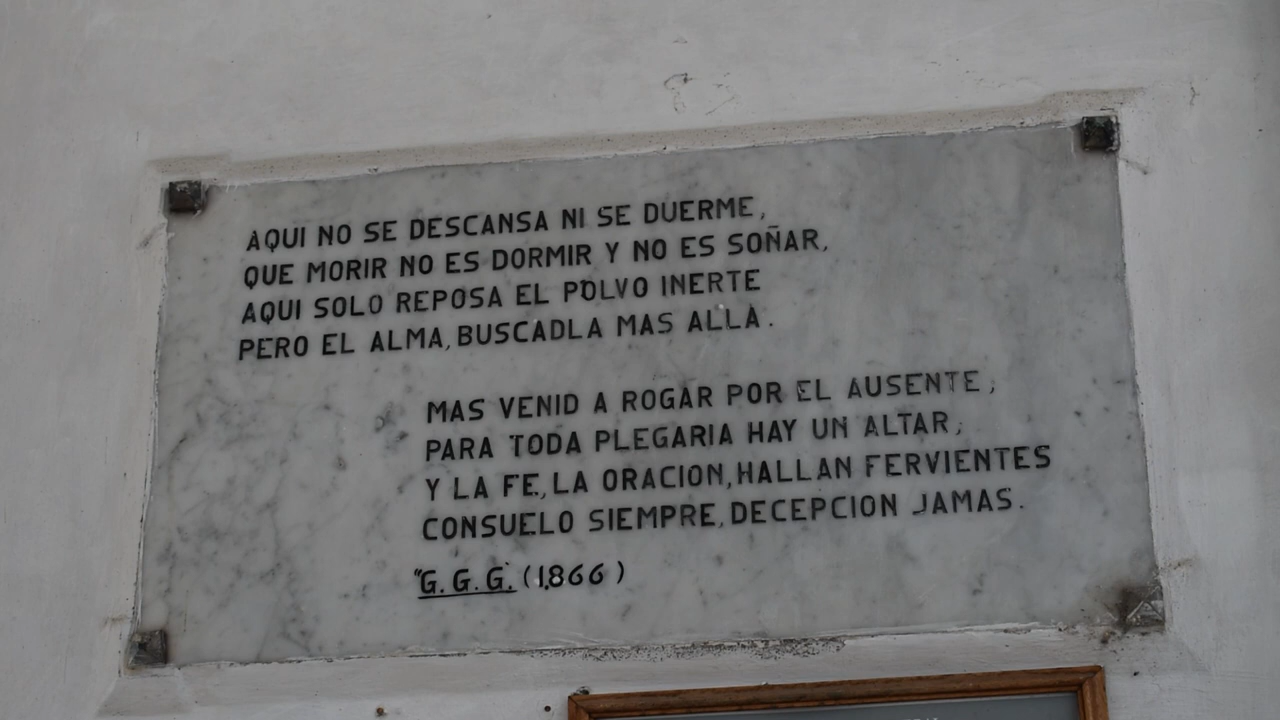 AQUI NO SE DESCANSA NI SE DUERME,
QUE MORIR NO ES DORMIR Y NO ES SOÑAR,
AQUI SOLO REPOSA EL POLVO INERTE
PERO EL ALMA, BUSCADLA MAS ALLA.
MAS VENID A ROGAR POR EL AUSENTE,
PARA TODA PLEGARIA HAY UN ALTAR,
Y LA FE, LA ORACION, HALLAN FERVIENTES
CONSUELO SIEMPRE, DECEPCION JAMAS.
"G. G. G. (1866)